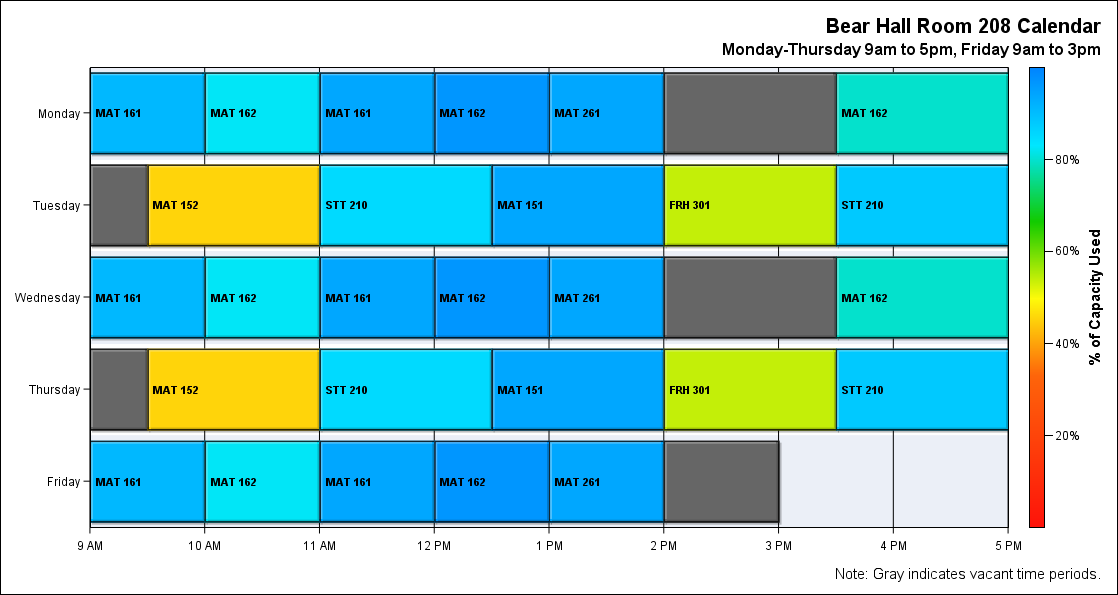 Bear Hall Room 208 Calendar
Monday-Thursday 9am to 5pm, Friday 9am to 3pm
Monday
MAT 161
MAT 162
MAT 161
MAT 162
MAT 261
MAT 162
Tuesday
MAT 152
STT 210
MAT 151
FRH 301
STT 210
Wednesday
MAT 161
MAT 162
MAT 161
MAT 162
MAT 261
MAT 162
Thursday
MAT 152
STT 210
MAT 151
FRH 301
STT 210
Friday
MAT 161
MAT 162
MAT 161
MAT 162
MAT 261
9 AM
10 AM
11 AM
12 PM
1 PM
2 PM
3 PM
4 PM
5 PM
80%
60%
40%
20%
% of Capacity Used
Note: Gray indicates vacant time periods.